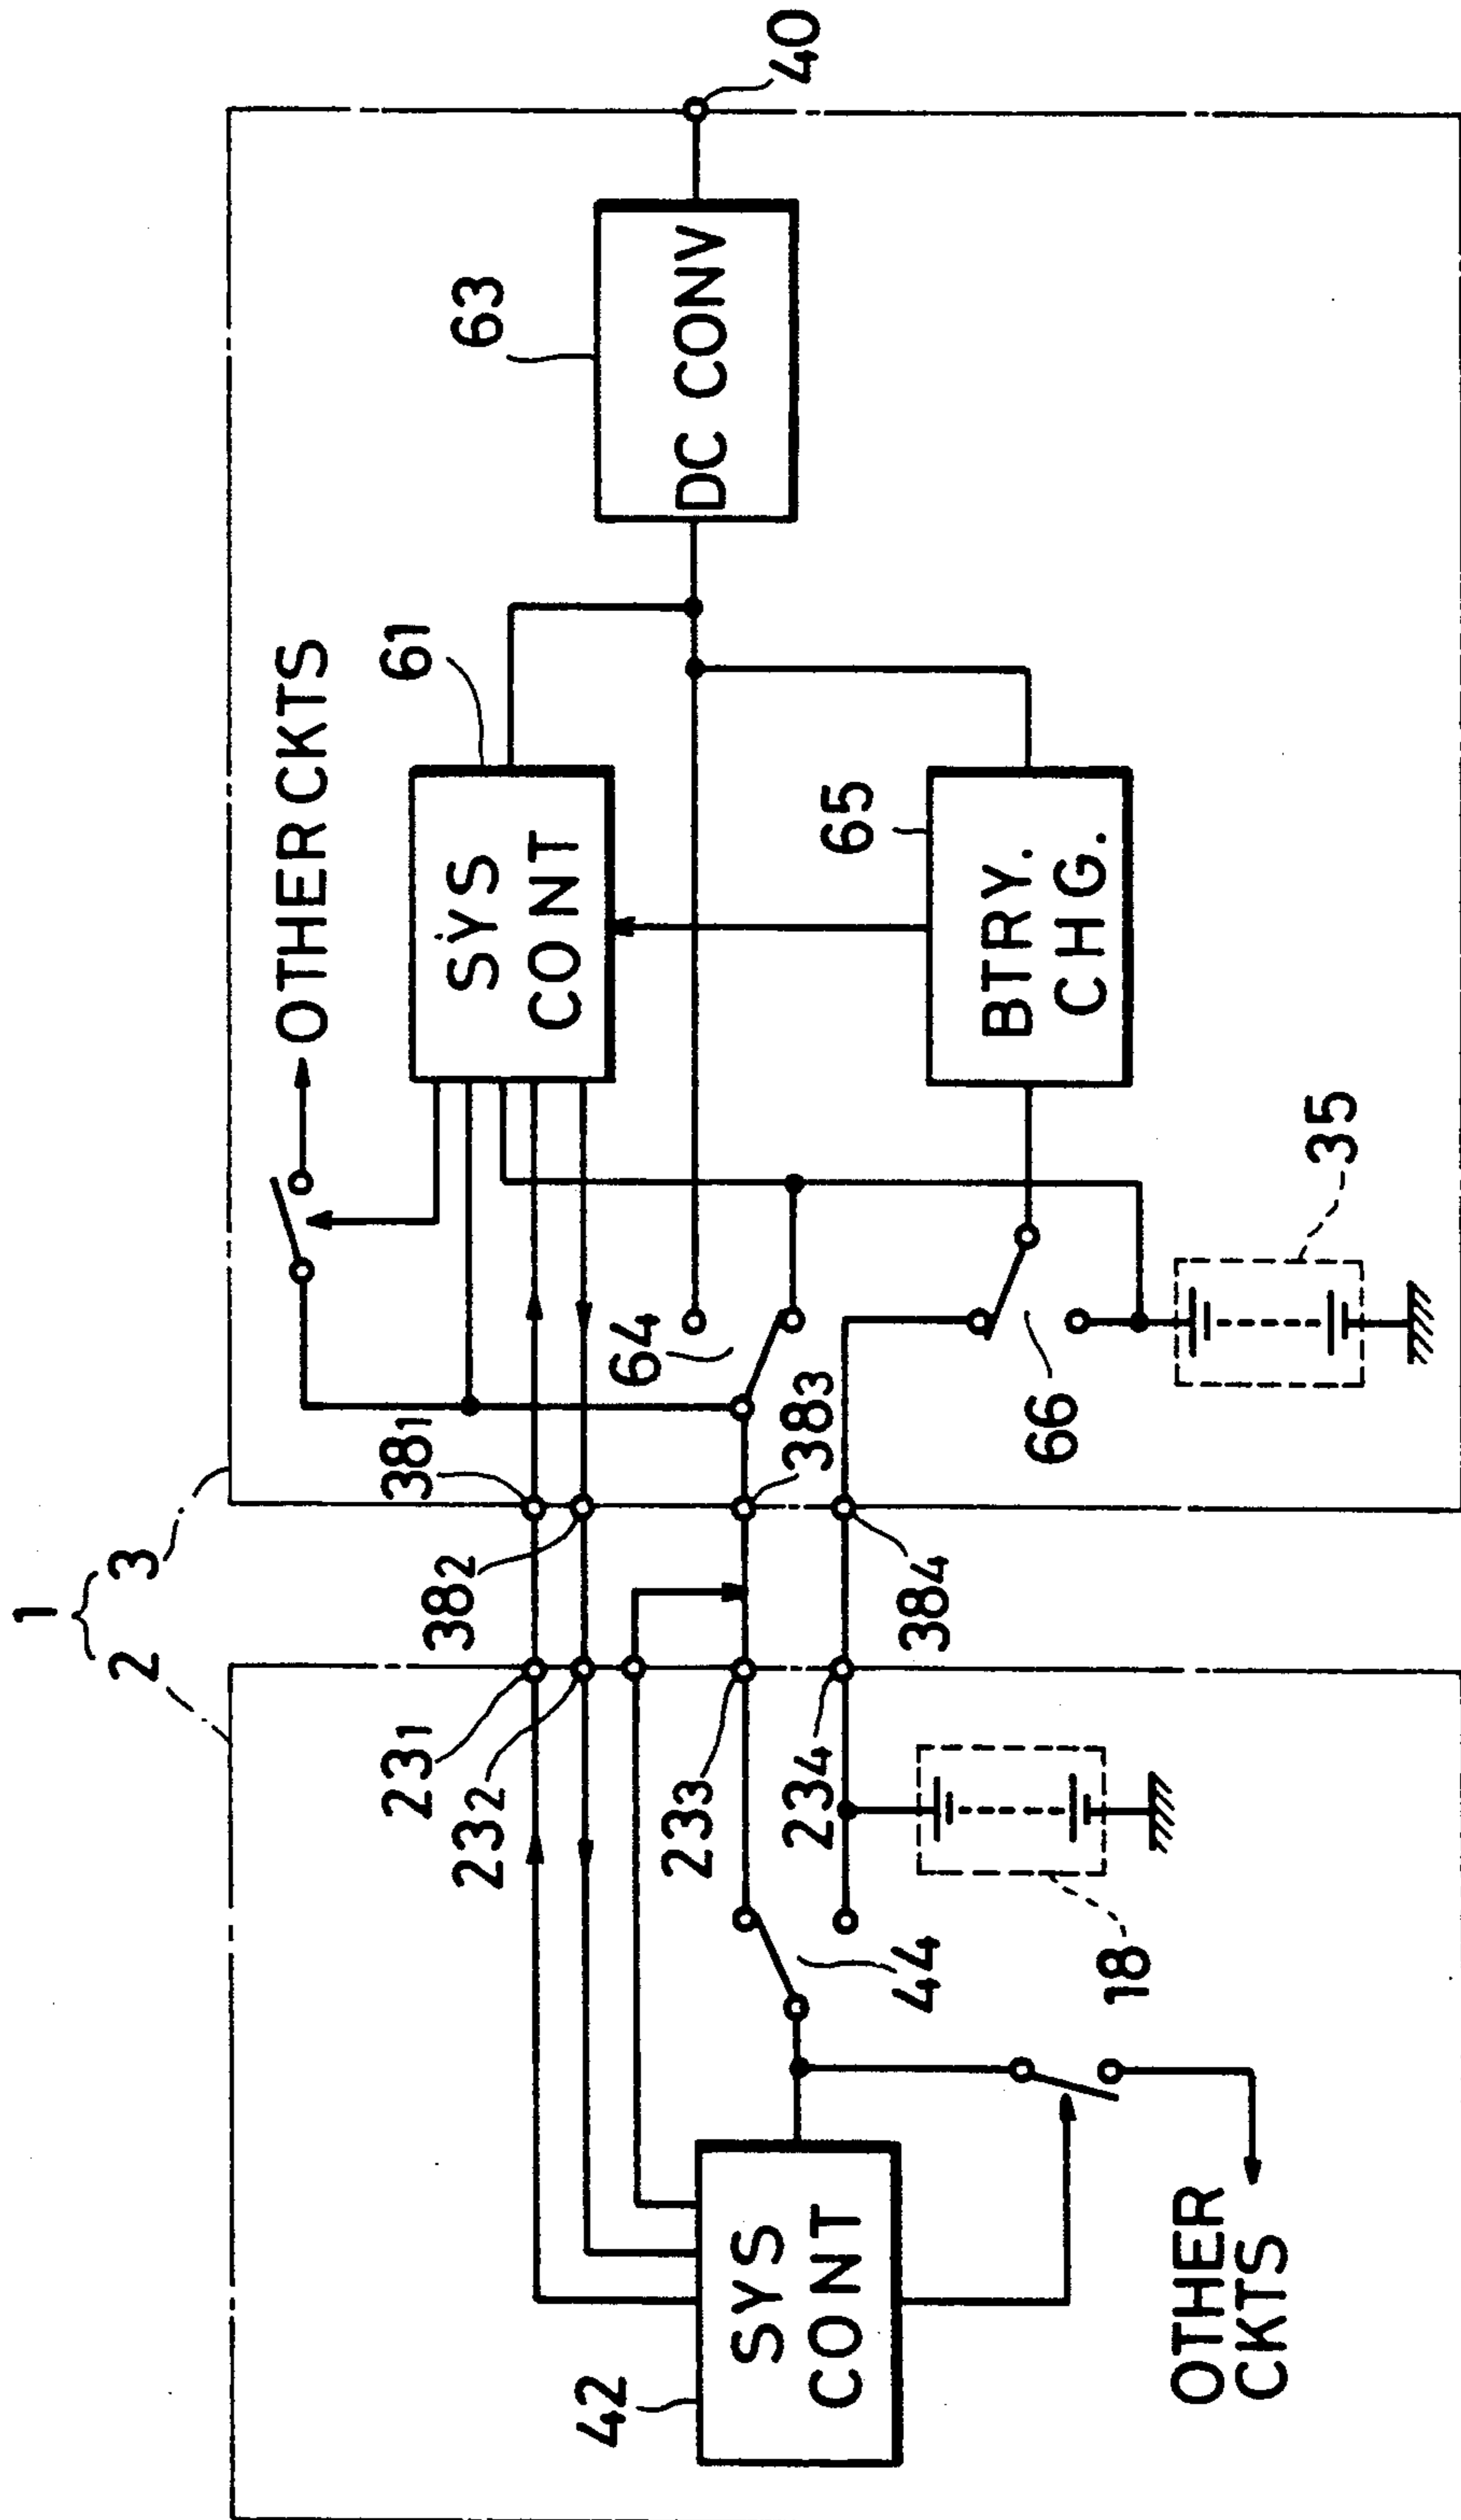 1
2 3
OTHER CKTS
61
SYS
CONT
63
DC CONV
40
64
65
BTRY.
CHG.
66
35
38₁
38₂
38₃
38₄
23₁
23₂
23₃
23₄
44
18
42
SYS
CONT
OTHER
CKTS